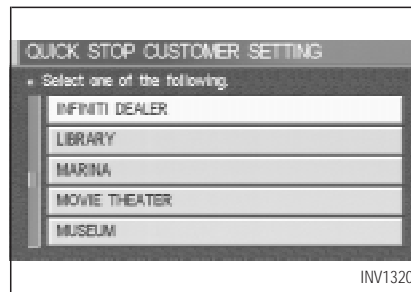 QUICK STOP CUSTOMER SETTING
Select one of the following.
INFINITI DEALER
LIBRARY
MARINA
MOVIE THEATER
MUSEUM
INV1320